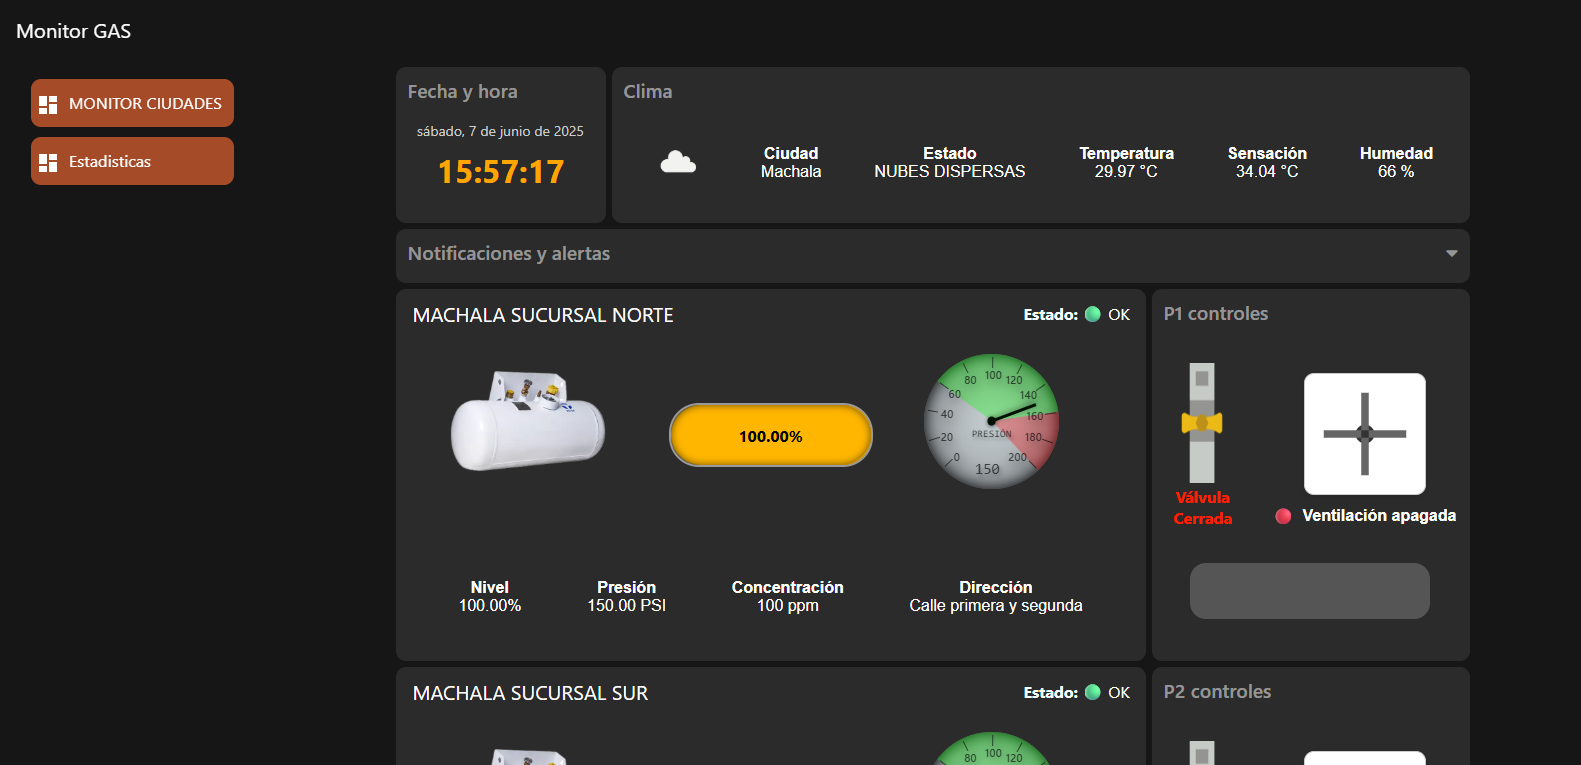 Monitor GAS
MONITOR CIUDADES
Estadisticas
Fecha y hora
sábado, 7 de junio de 2025
15:57:17
Clima
Ciudad
Machala
Estado
NUBES DISPERSAS
Temperatura
29.97 °C
Sensación
34.04 °C
Humedad
66 %
Notificaciones y alertas
MACHALA SUCURSAL NORTE
Estado: OK
100.00%
0
20
40
60
80
100
120
140
160
180
200
PRESIÓN
150
Nivel
100.00%
Presión
150.00 PSI
Concentración
100 ppm
Dirección
Calle primera y segunda
P1 controles
Válvula
Cerrada
Ventilación apagada
MACHALA SUCURSAL SUR
Estado: OK
80
100
120
P2 controles